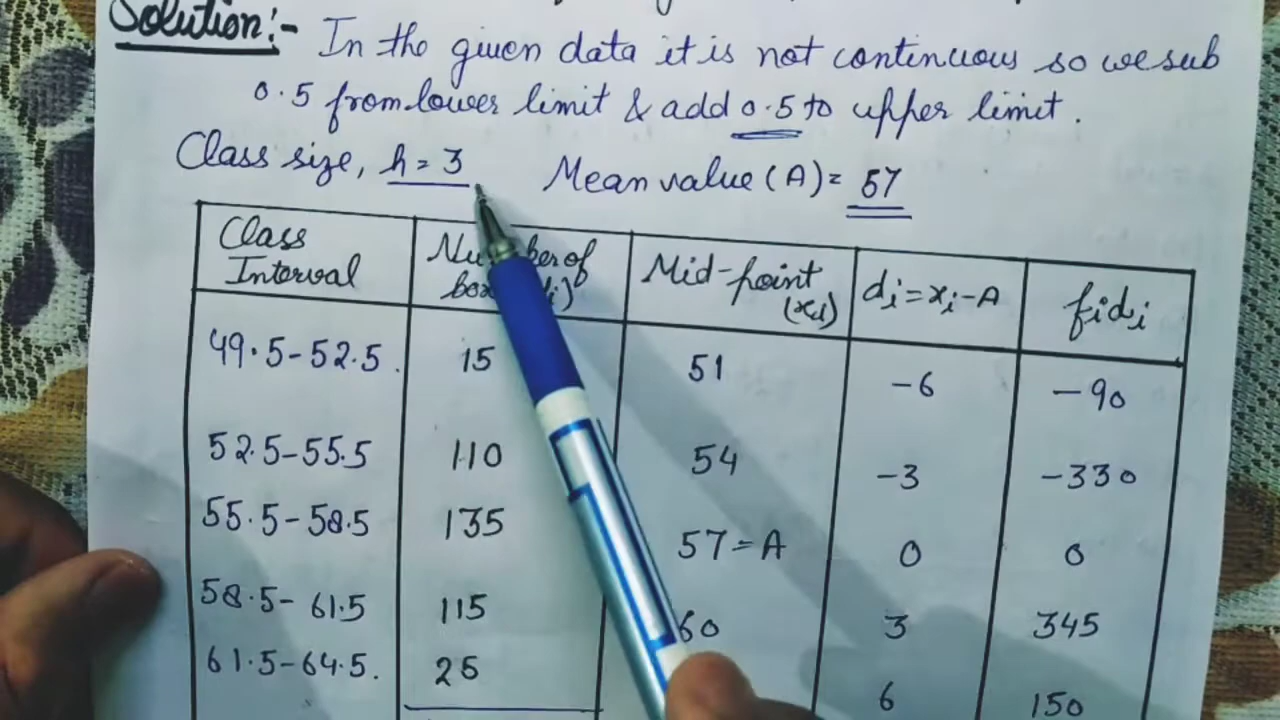 Solution:-
In the given data it is not continuous so we sub
0.5 from lower limit & add 0.5 to upper limit.
Class size, h = 3 Mean value (A) = 57
Class Interval of Mid-point (xi) di = xi - A fidi
49.5-52.5. 15 51 -6 -90
52.5-55.5 110 54 -3 -330
55.5-58.5 135 57=A 0 0
58.5-61.5 115 60 3 345
61.5-64.5. 25 6 150